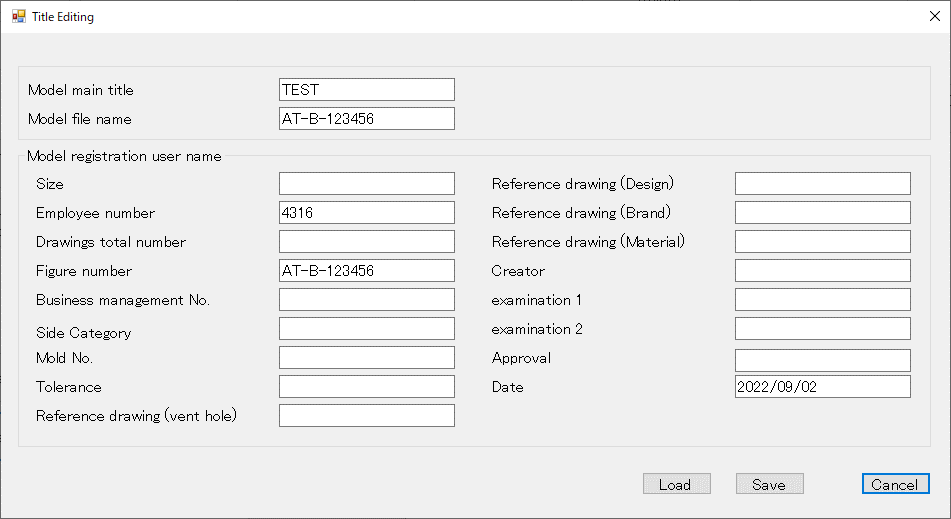 Title Editing
Model main title TEST
Model file name AT-B-123456
Model registration user name
Size Reference drawing (Design)
Employee number 4316 Reference drawing (Brand)
Drawings total number Reference drawing (Material)
Figure number AT-B-123456 Creator
Business management No. examination 1
Side Category examination 2
Mold No. Approval
Tolerance Date 2022/09/02
Reference drawing (vent hole)
Load Save Cancel